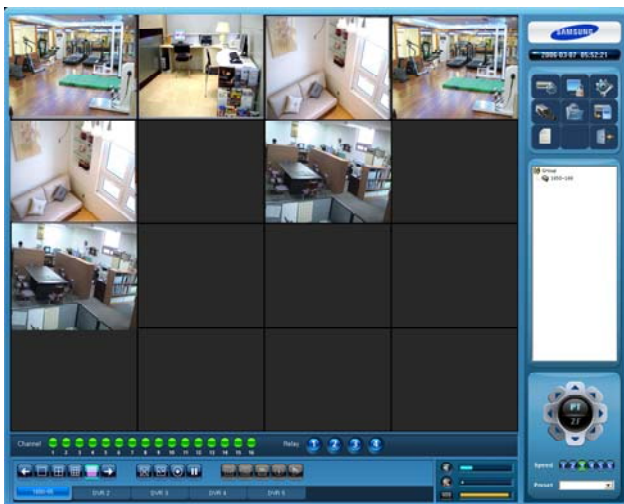 SAMSUNG
2006-03-07 05:52:21
Group
Channel
1 2 3 4 5 6 7 8 9 10 11 12 13 14 15 16
Relay 1 2 3 4
PT
ZF
Speed
Preset
DVR 2 DVR 3 DVR 4 DVR 5